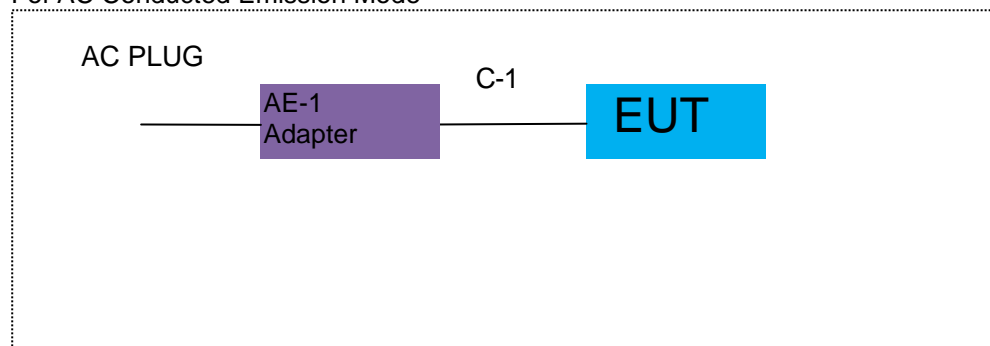 For AC Conducted Emission Mode
AC PLUG
C-1
AE-1
Adapter
EUT